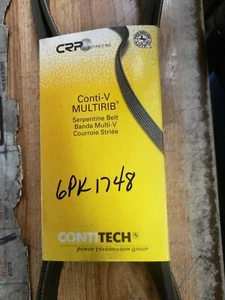 CRP
Conti-V
MULTIRIB®
Serpentine Belt
Banda Multi-V
Courroie Striée
6PK1748
CONTITECH
POWER TRANSMISSION GROUP